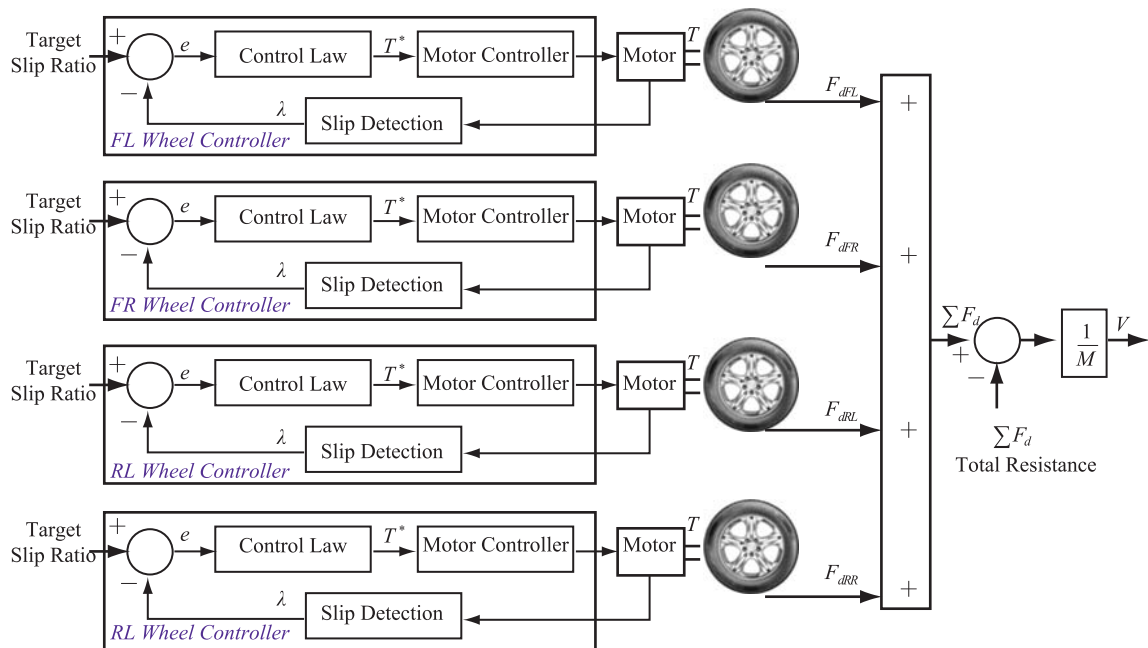 Target
Slip Ratio
+
−
e
Control Law
T*
Motor Controller
Motor
T
λ
Slip Detection
FL Wheel Controller
F_dFL
+
Target
Slip Ratio
+
−
e
Control Law
T*
Motor Controller
Motor
T
λ
Slip Detection
FR Wheel Controller
F_dFR
+
Target
Slip Ratio
+
−
e
Control Law
T*
Motor Controller
Motor
T
λ
Slip Detection
RL Wheel Controller
F_dRL
+
Target
Slip Ratio
+
−
e
Control Law
T*
Motor Controller
Motor
T
λ
Slip Detection
RL Wheel Controller
F_dRR
+
∑F_d
+
−
1
M
V
∑F_d
Total Resistance